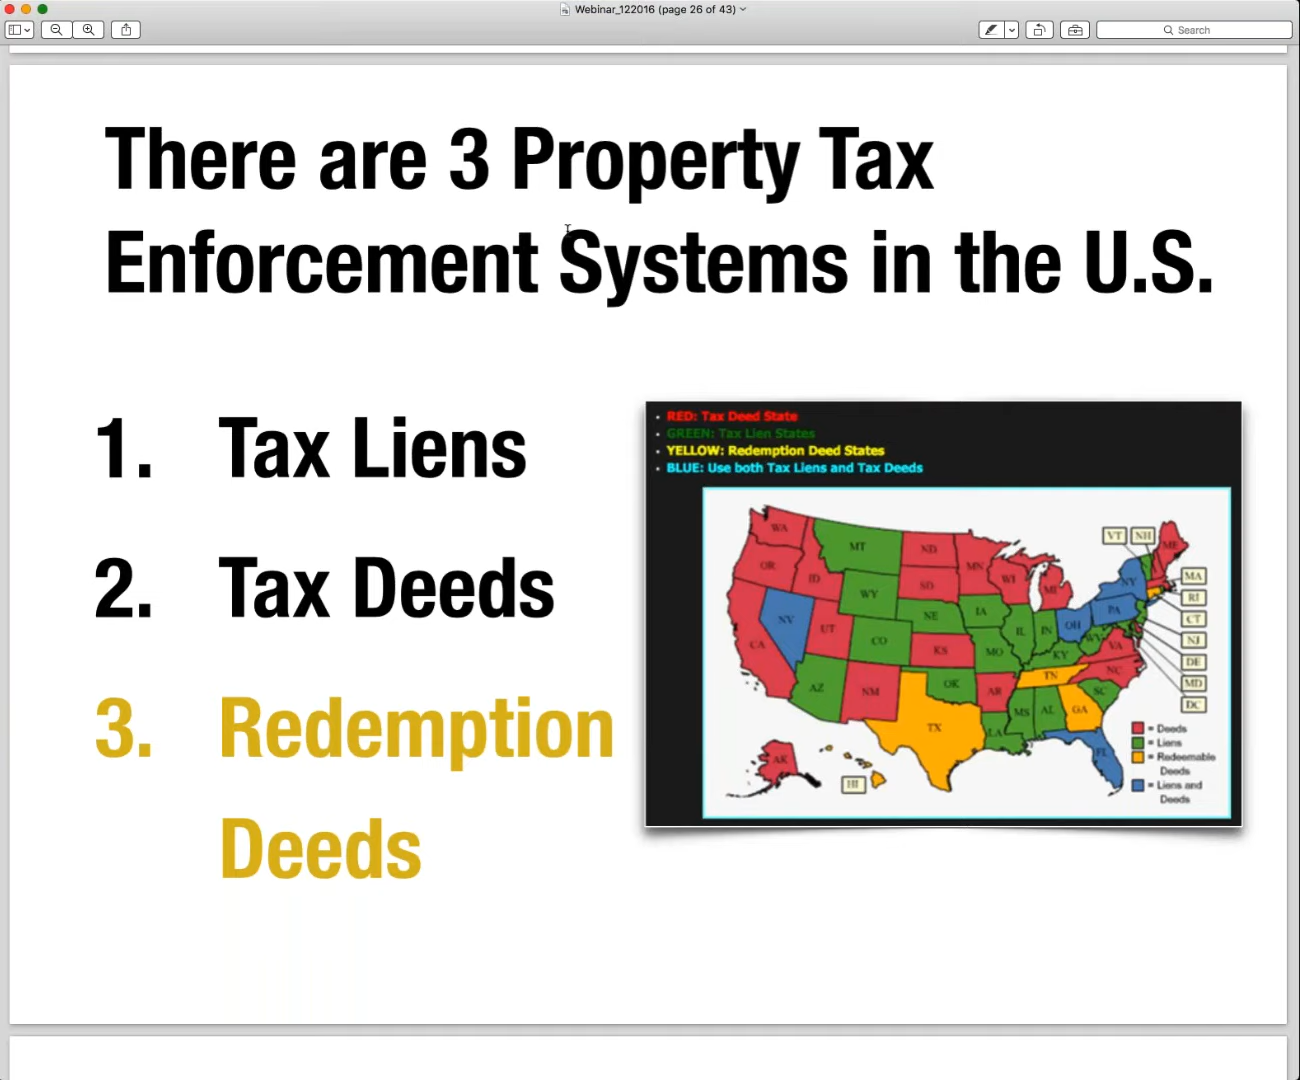 Webinar_122016 (page 26 of 43)
Search
There are 3 Property Tax
Enforcement Systems in the U.S.
1. Tax Liens
2. Tax Deeds
3. Redemption
Deeds
• RED: Tax Deed State
• GREEN: Tax Lien States
• YELLOW: Redemption Deed States
• BLUE: Use both Tax Liens and Tax Deeds
WA
MT
ND
MN
VT
NH
ME
OR
ID
SD
WI
MI
NY
MA
WY
RI
NV
UT
NE
IA
IL
IN
OH
PA
CT
CA
CO
KS
MO
KY
WV
VA
NJ
AZ
NM
OK
AR
TN
NC
DE
TX
LA
MS
AL
GA
SC
MD
FL
DC
AK
HI
= Deeds
= Liens
= Redeemable
Deeds
= Liens and
Deeds